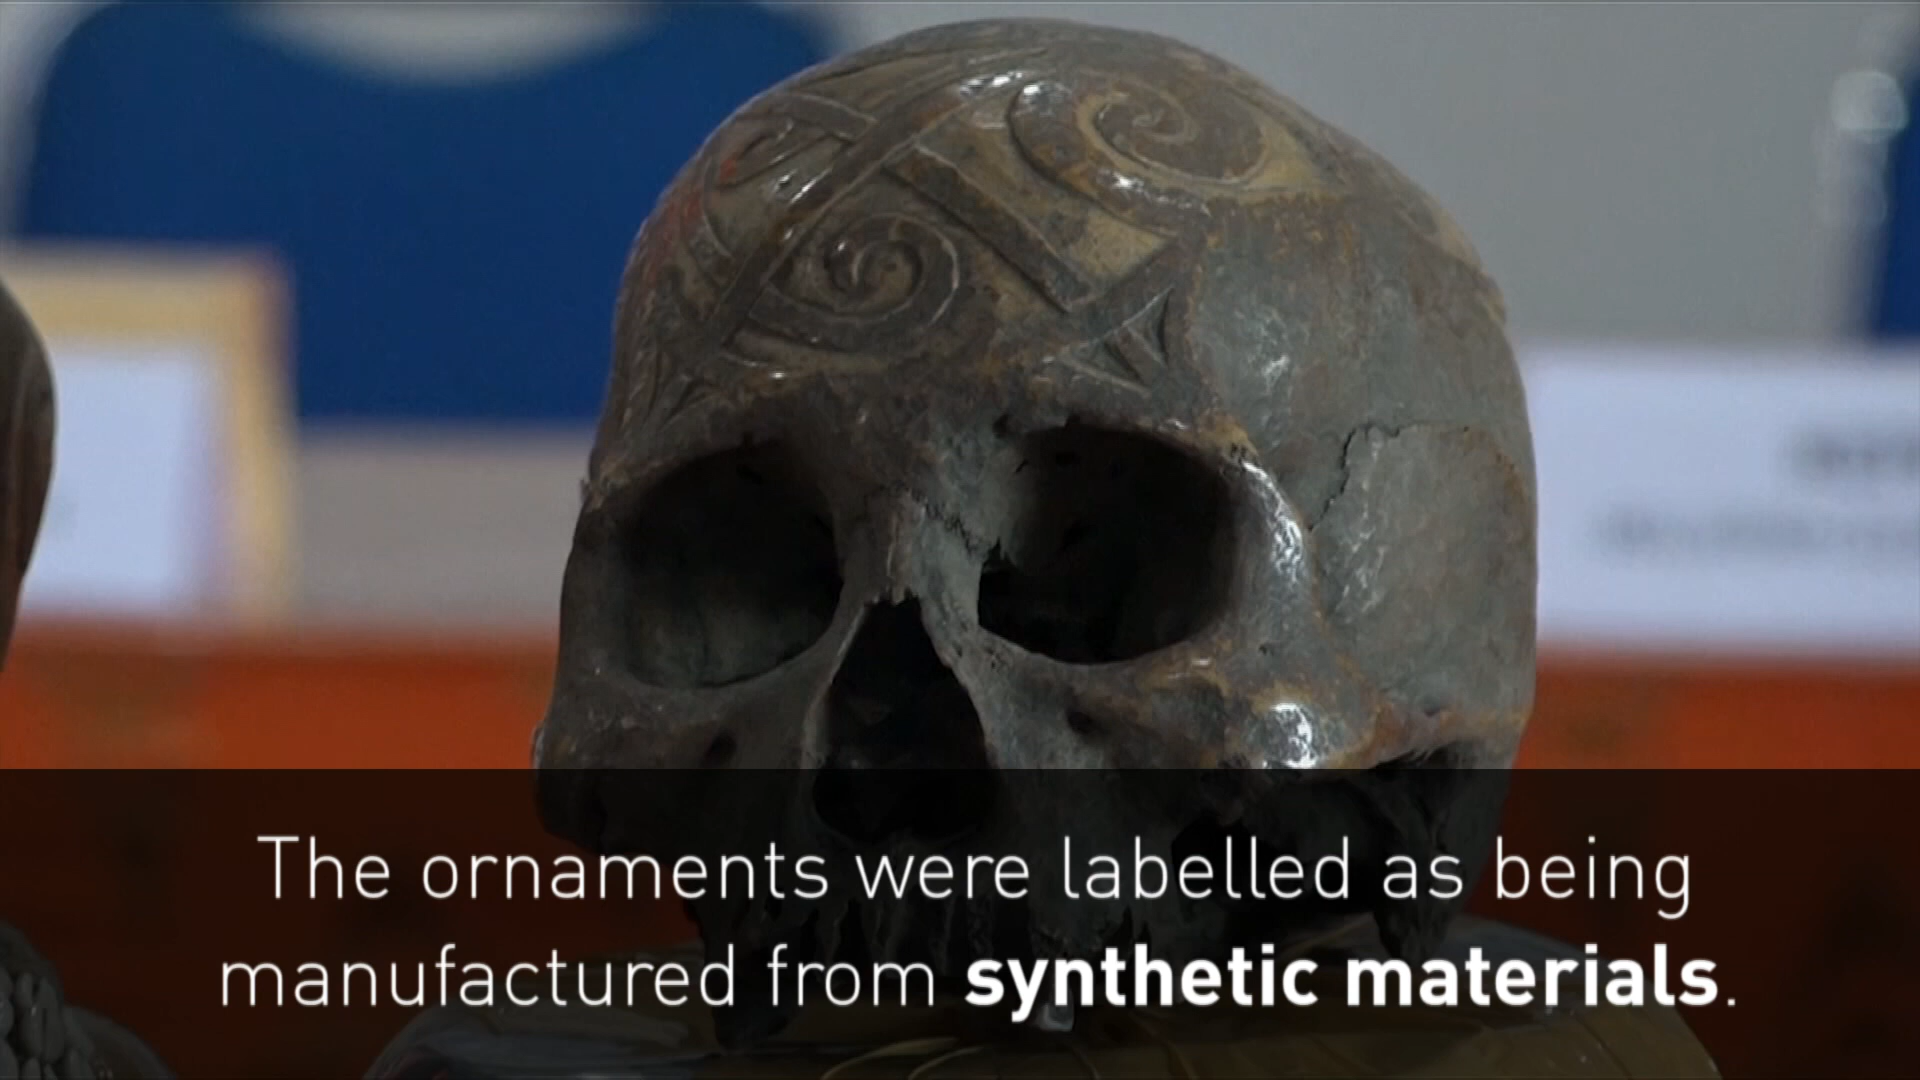 The ornaments were labelled as being
manufactured from synthetic materials.